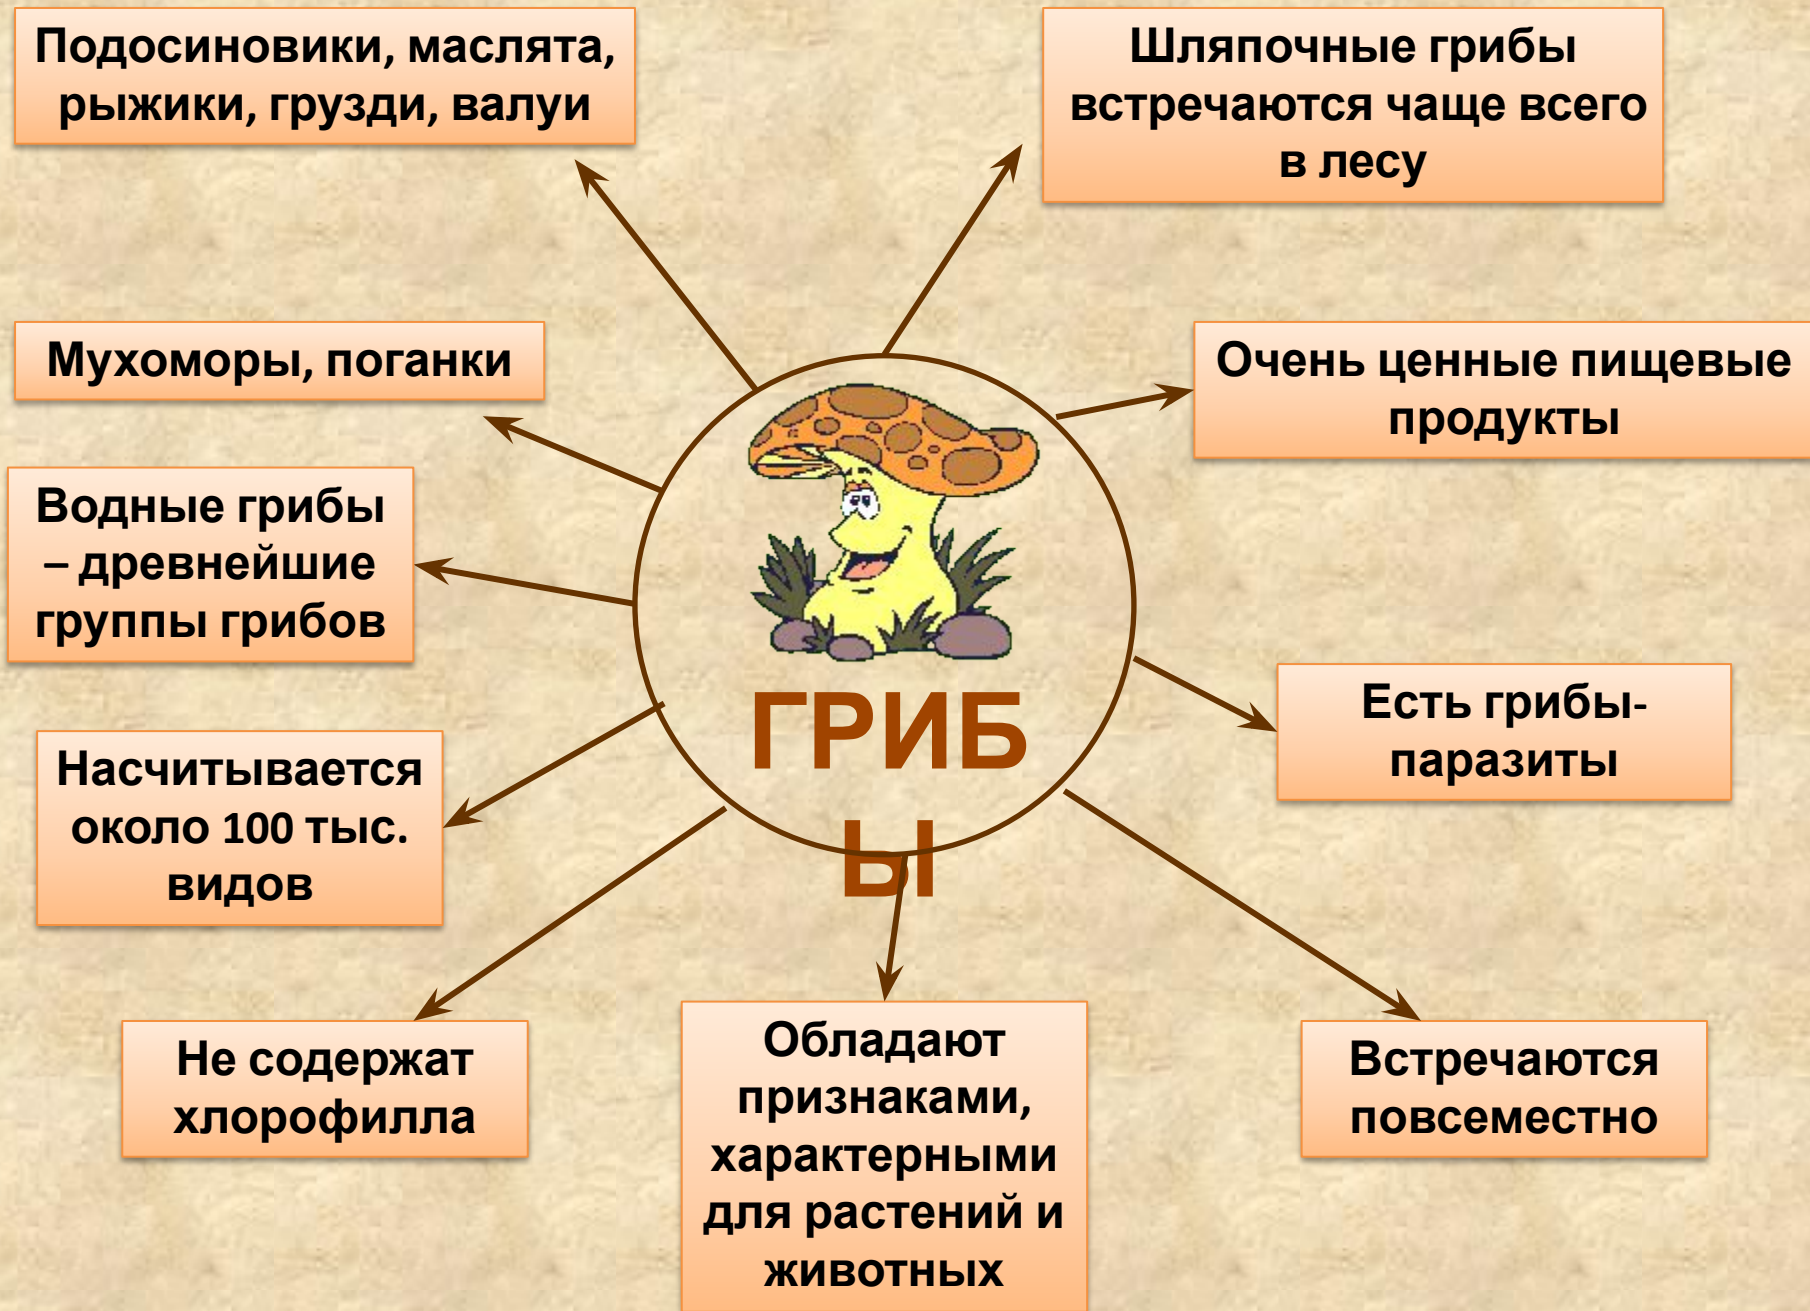 Подосиновики, маслята,
рыжики, грузди, валуи
Шляпочные грибы
встречаются чаще всего
в лесу
Мухоморы, поганки
Очень ценные пищевые
продукты
Водные грибы
– древнейшие
группы грибов
ГРИБ
Ы
Есть грибы-
паразиты
Насчитывается
около 100 тыс.
видов
Не содержат
хлорофилла
Обладают
признаками,
характерными
для растений и
животных
Встречаются
повсеместно